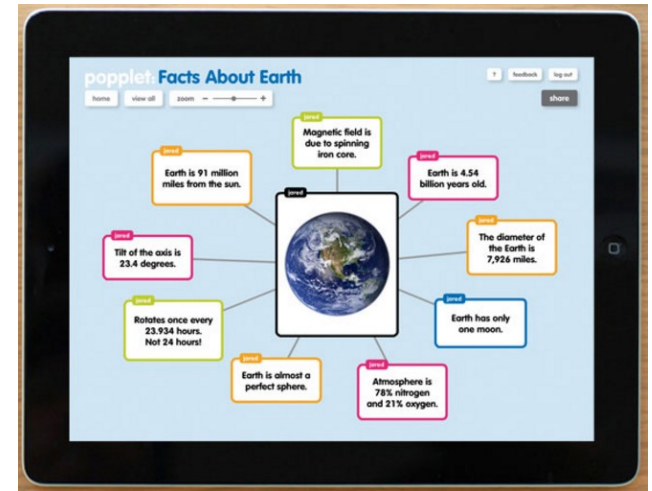 popplet: Facts About Earth
? feedback log out
home view all zoom − +
share
jared
Magnetic field is
due to spinning
iron core.
jared
Earth is 91 million
miles from the sun.
jared
Earth is 4.54
billion years old.
jared
jared
The diameter of
the Earth is
7,926 miles.
jared
Tilt of the axis is
23.4 degrees.
jared
Rotates once every
23.934 hours.
Not 24 hours!
jared
Earth has only
one moon.
jared
Earth is almost a
perfect sphere.
jared
Atmosphere is
78% nitrogen
and 21% oxygen.